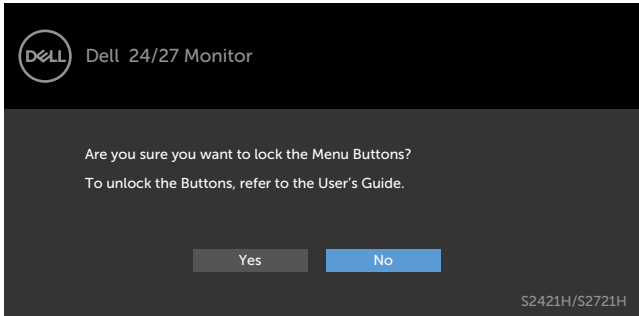 DELL
Dell 24/27 Monitor
Are you sure you want to lock the Menu Buttons?
To unlock the Buttons, refer to the User's Guide.
Yes No
S2421H/S2721H